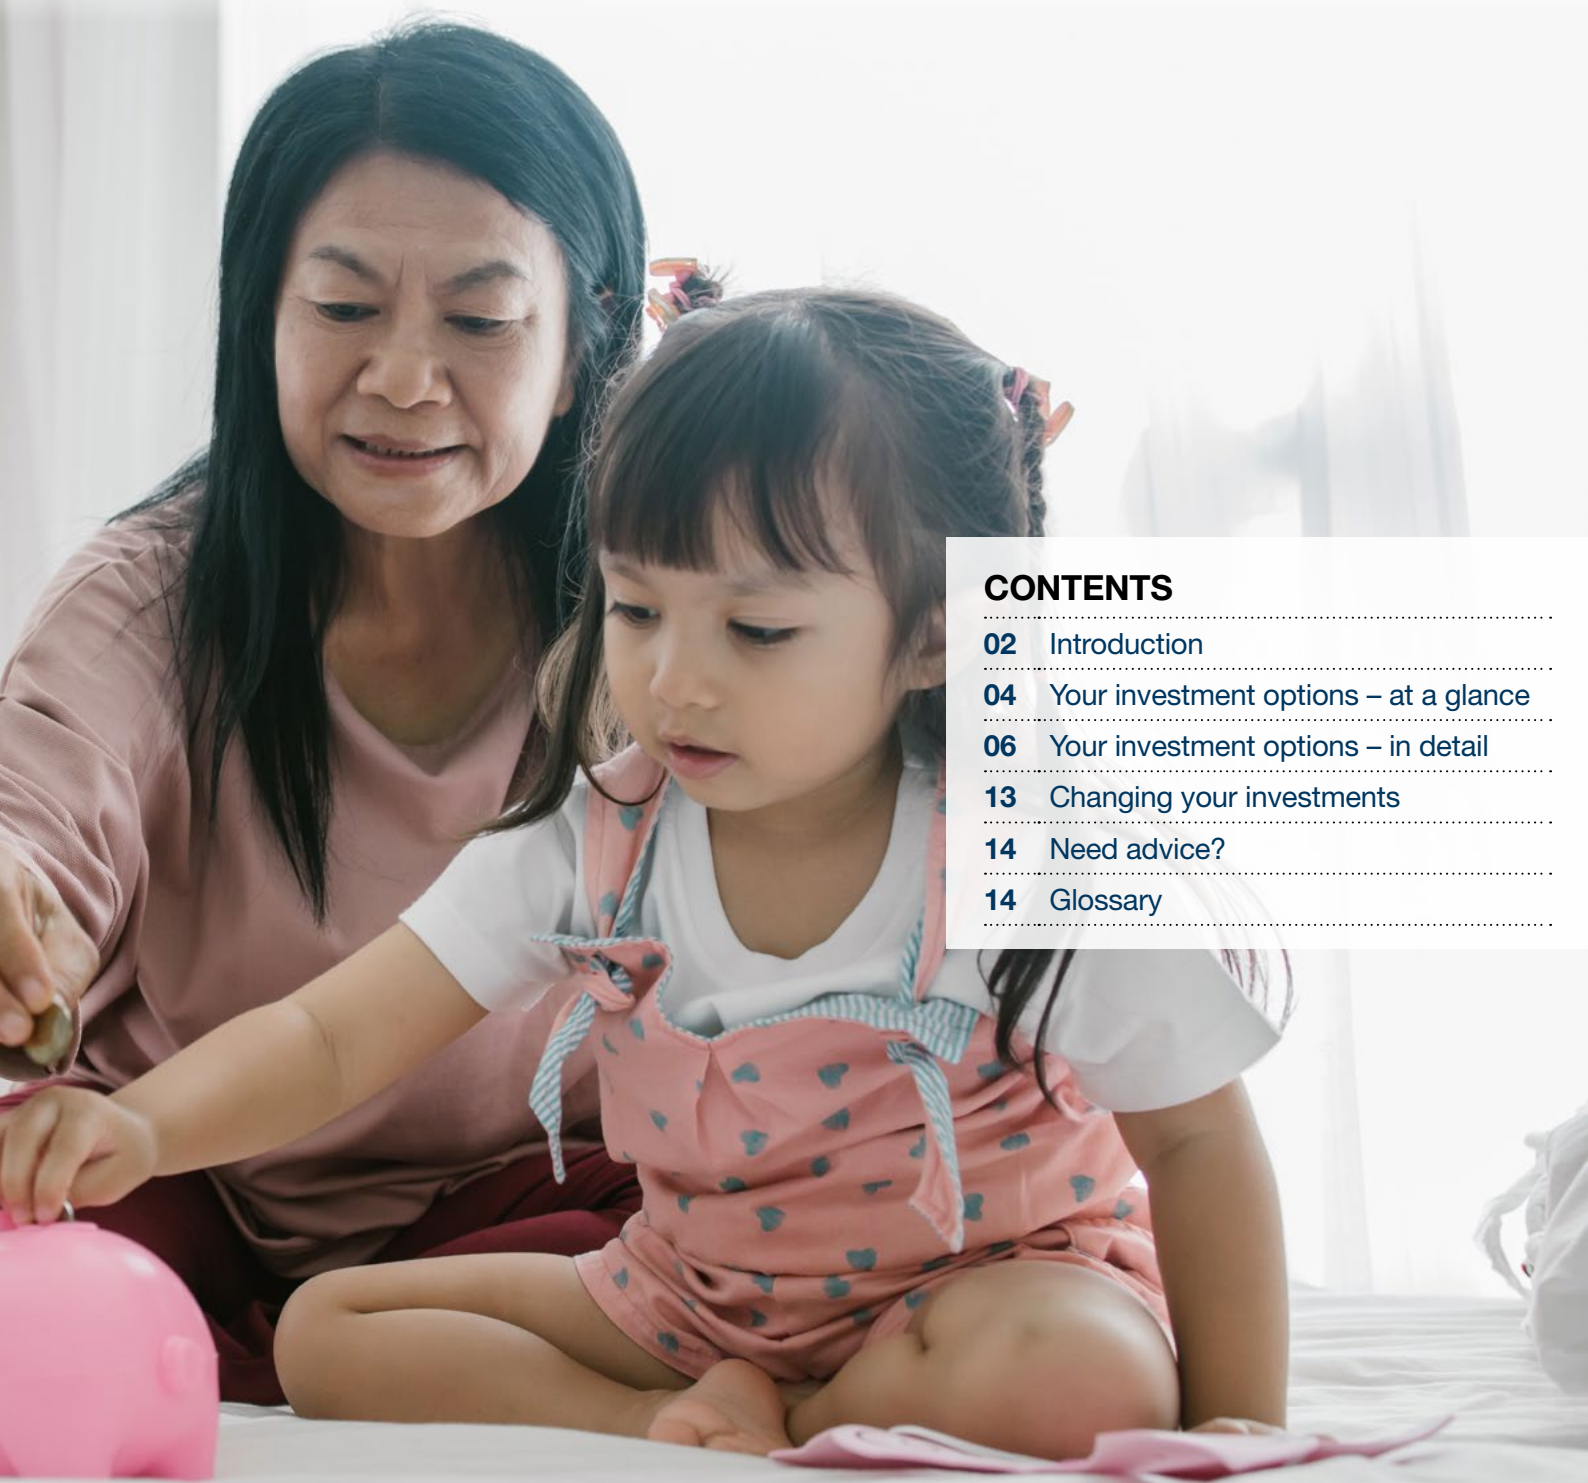 CONTENTS
02 Introduction
04 Your investment options – at a glance
06 Your investment options – in detail
13 Changing your investments
14 Need advice?
14 Glossary